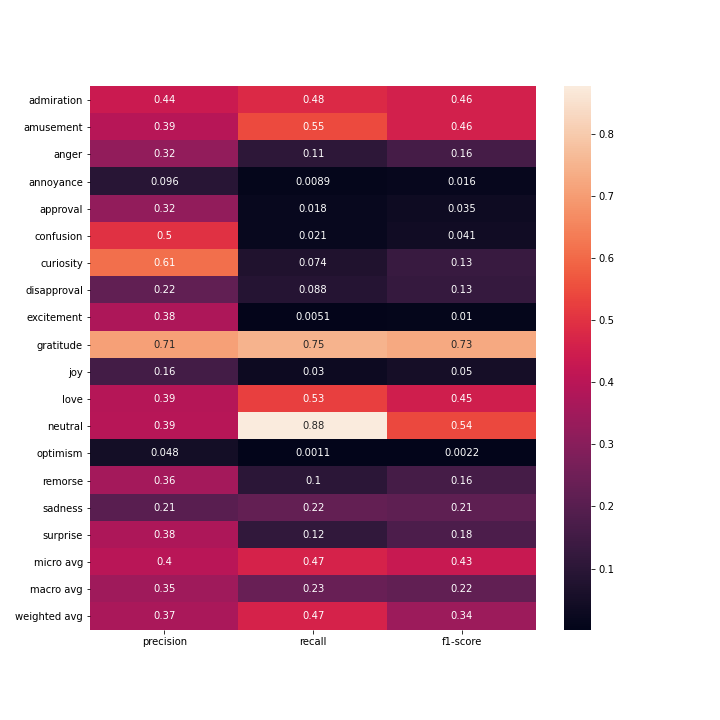 admiration 0.44 0.48 0.46
amusement 0.39 0.55 0.46
anger 0.32 0.11 0.16
annoyance 0.096 0.0089 0.016
approval 0.32 0.018 0.035
confusion 0.5 0.021 0.041
curiosity 0.61 0.074 0.13
disapproval 0.22 0.088 0.13
excitement 0.38 0.0051 0.01
gratitude 0.71 0.75 0.73
joy 0.16 0.03 0.05
love 0.39 0.53 0.45
neutral 0.39 0.88 0.54
optimism 0.048 0.0011 0.0022
remorse 0.36 0.1 0.16
sadness 0.21 0.22 0.21
surprise 0.38 0.12 0.18
micro avg 0.4 0.47 0.43
macro avg 0.35 0.23 0.22
weighted avg 0.37 0.47 0.34
precision recall f1-score
0.8
0.7
0.6
0.5
0.4
0.3
0.2
0.1